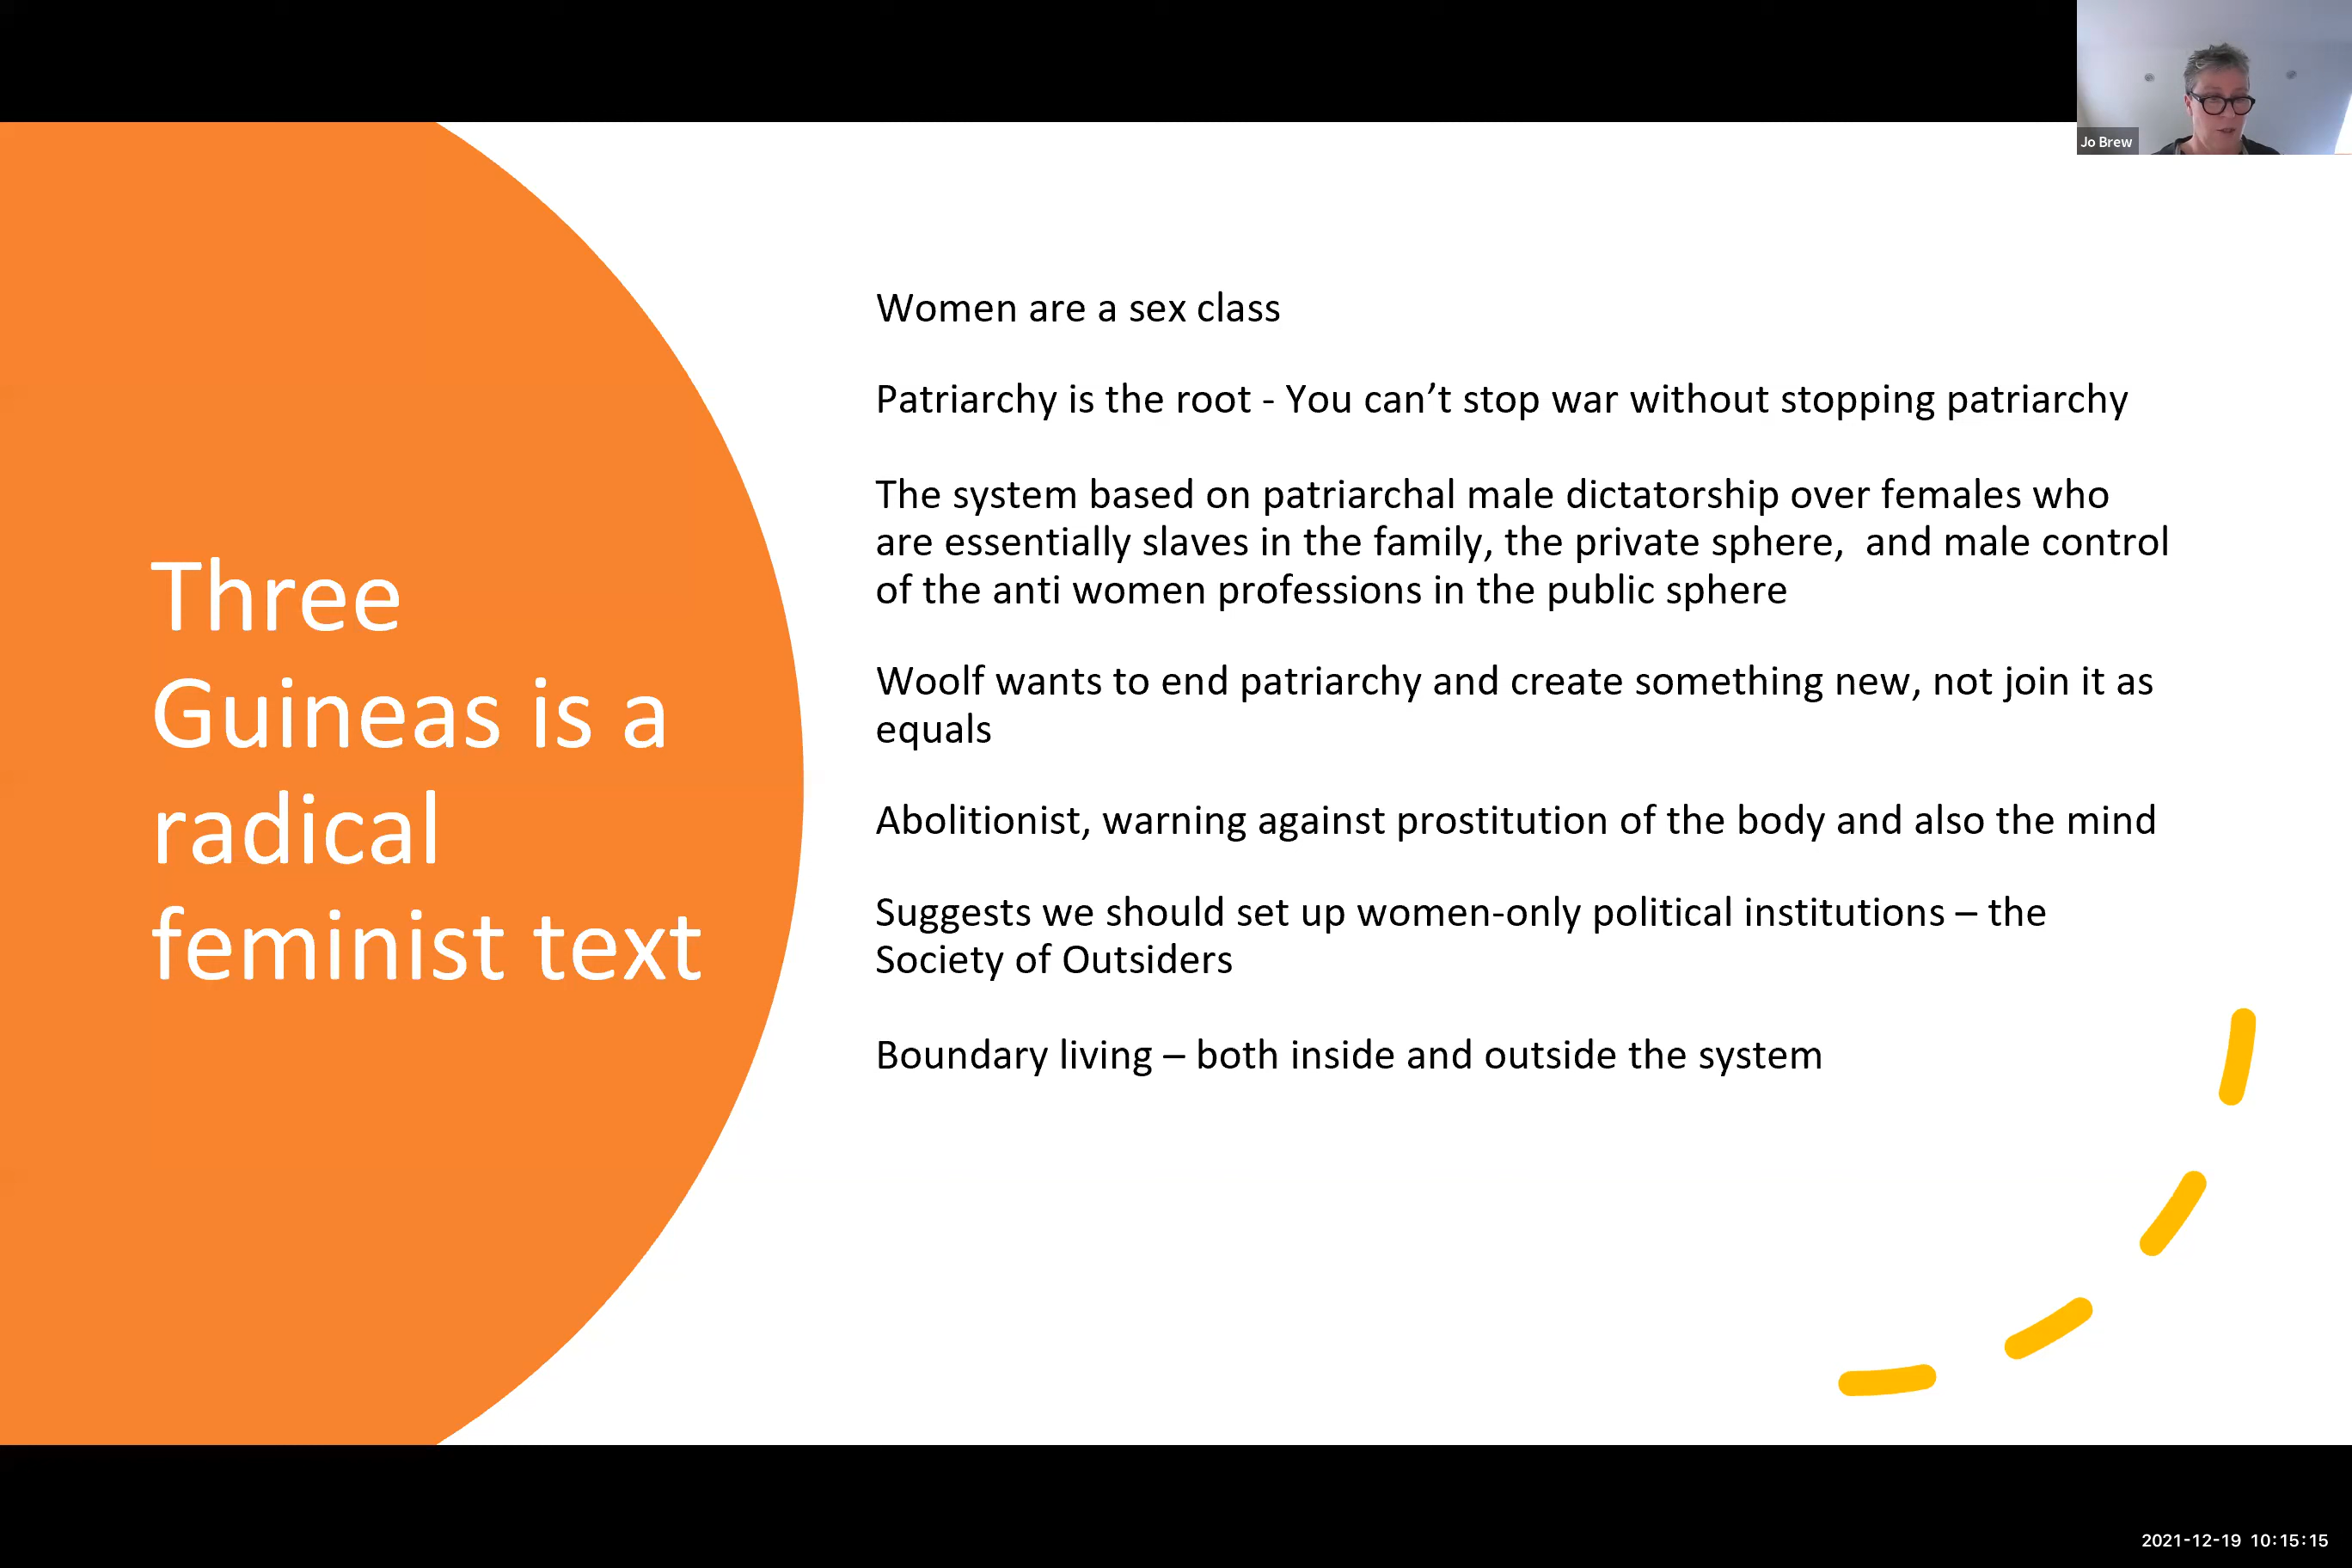 Jo Brew
Three
Guineas is a
radical
feminist text
Women are a sex class
Patriarchy is the root - You can’t stop war without stopping patriarchy
The system based on patriarchal male dictatorship over females who
are essentially slaves in the family, the private sphere,  and male control
of the anti women professions in the public sphere
Woolf wants to end patriarchy and create something new, not join it as
equals
Abolitionist, warning against prostitution of the body and also the mind
Suggests we should set up women-only political institutions – the
Society of Outsiders
Boundary living – both inside and outside the system
2021-12-19 10:15:15